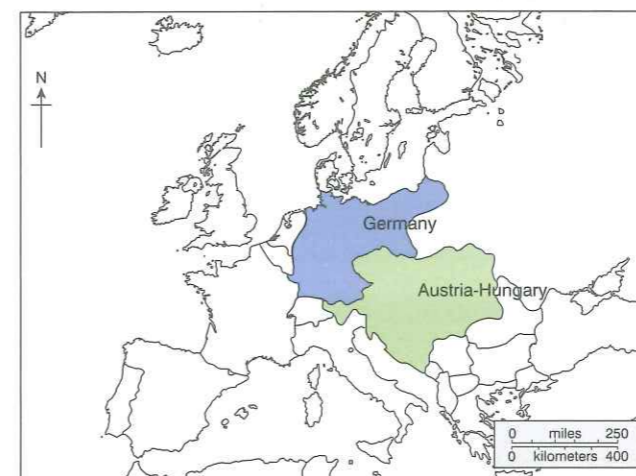 N
Germany
Austria-Hungary
0 miles 250
0 kilometers 400